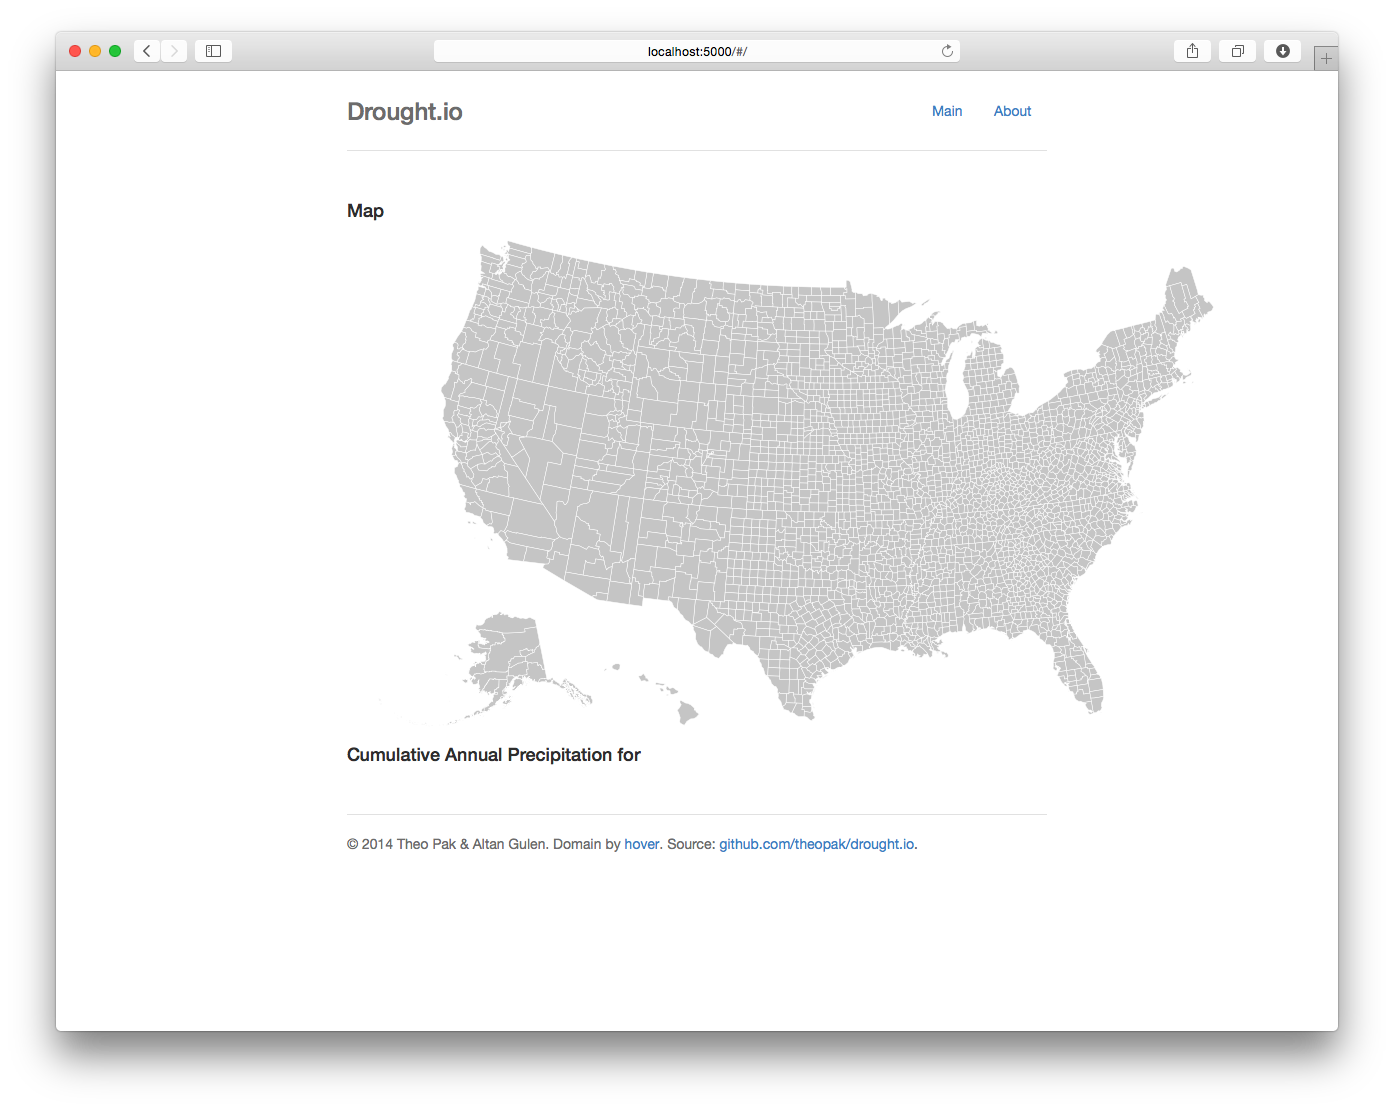 localhost:5000/#/
Drought.io
Main About
Map
Cumulative Annual Precipitation for
© 2014 Theo Pak & Altan Gulen. Domain by hover. Source: github.com/theopak/drought.io.